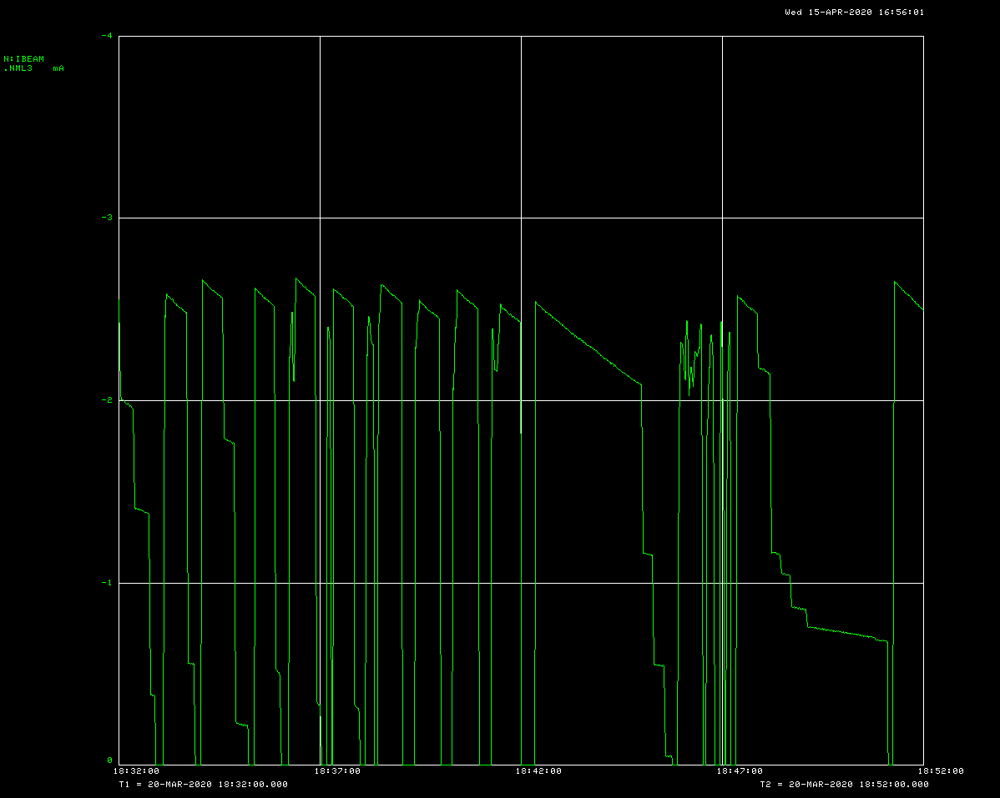 Wed 15-APR-2020 16:56:01
-4
N:IBEAM
.NML3 mA
-3
-2
-1
0
18:32:00 18:37:00 18:42:00 18:47:00 18:52:00
T1 = 20-MAR-2020 18:32:00.000 T2 = 20-MAR-2020 18:52:00.000